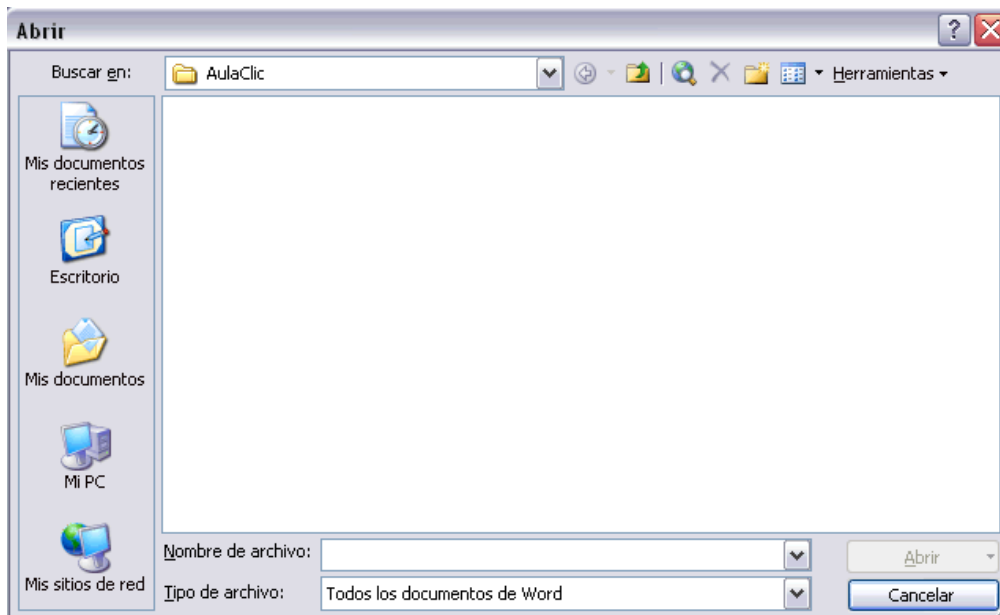 Abrir
Buscar en:
AulaClic
Herramientas
Mis documentos
recientes
Escritorio
Mis documentos
Mi PC
Mis sitios de red
Nombre de archivo:
Abrir
Tipo de archivo:
Todos los documentos de Word
Cancelar